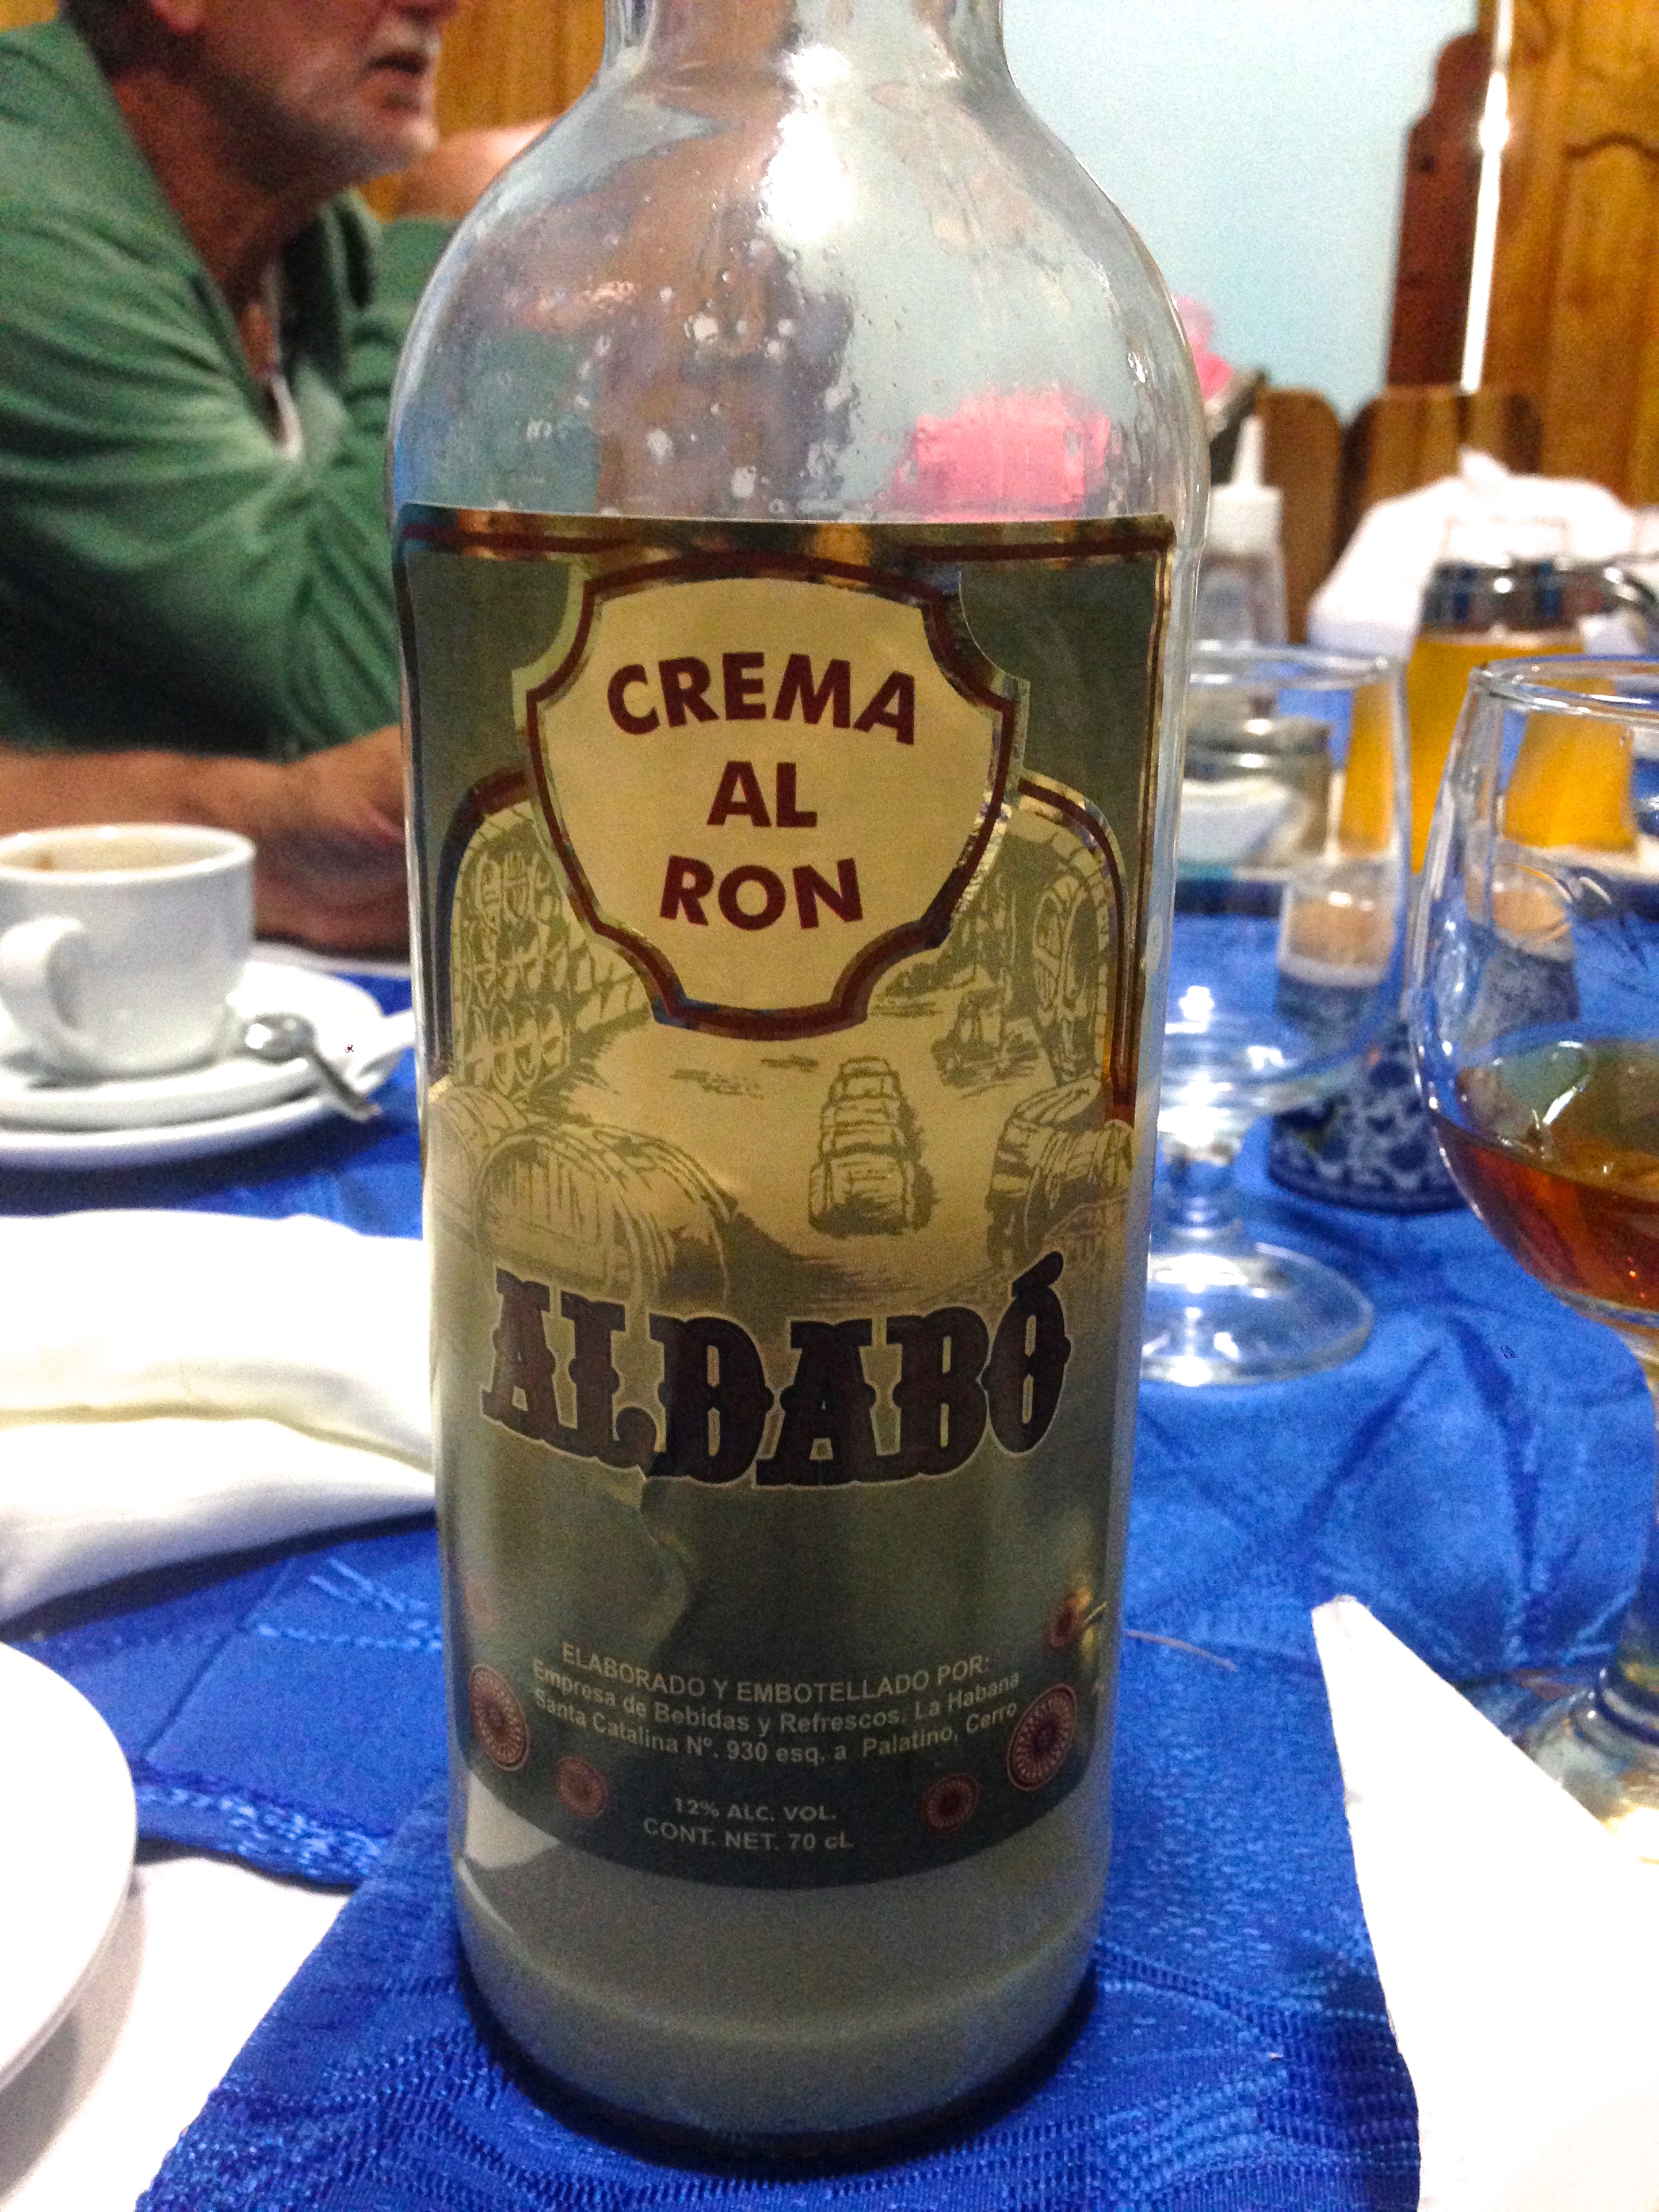 CREMA
AL
RON
ALDABÓ
ELABORADO Y EMBOTELLADO POR:
Empresa de Bebidas y Refrescos. La Habana
Santa Catalina Nº. 930 esq. a Palatino, Cerro
12% ALC. VOL.
CONT. NET. 70 cL